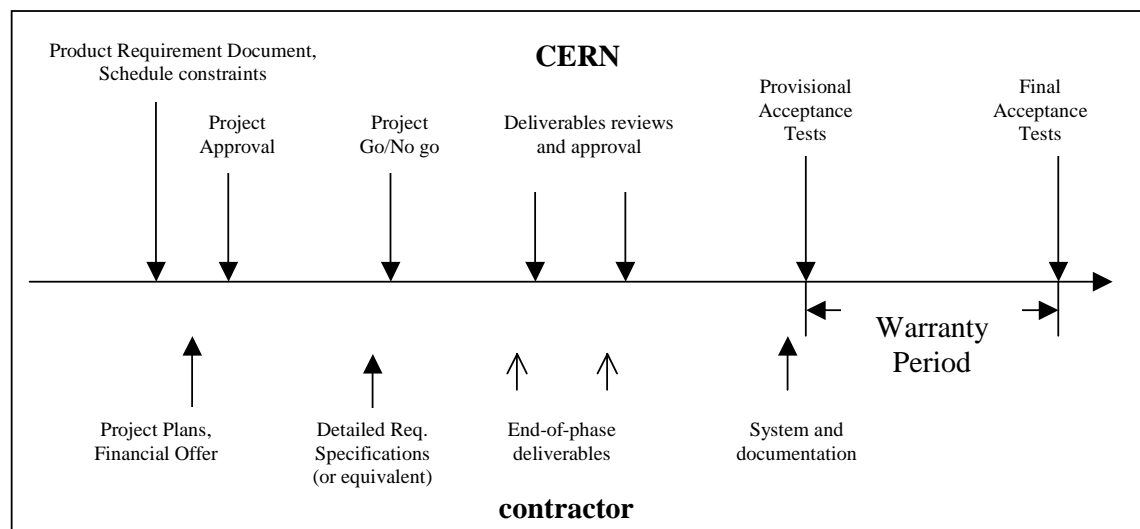 Product Requirement Document,
Schedule constraints
CERN
Project
Approval
Project
Go/No go
Deliverables reviews
and approval
Provisional
Acceptance
Tests
Final
Acceptance
Tests
Warranty
Period
Project Plans,
Financial Offer
Detailed Req.
Specifications
(or equivalent)
End-of-phase
deliverables
System and
documentation
contractor